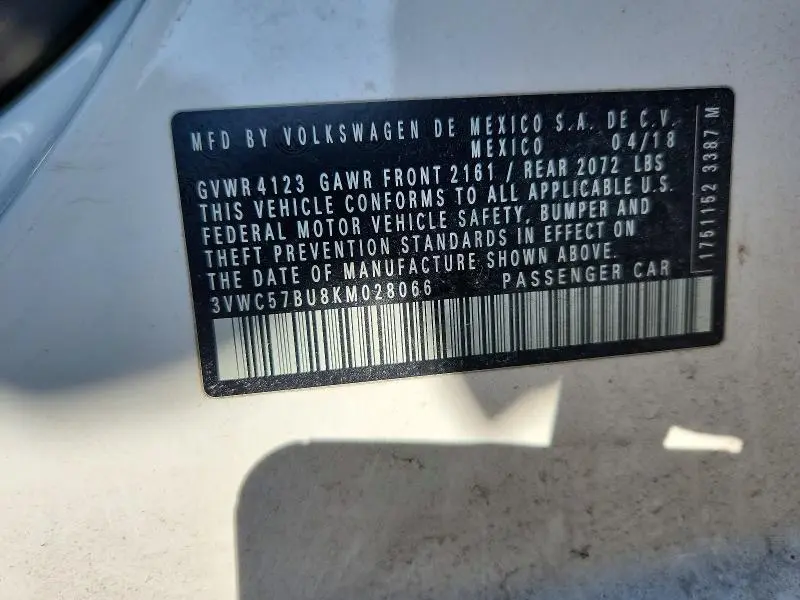 MFD BY VOLKSWAGEN DE MEXICO S.A. DE C.V.
MEXICO 04/18
GVWR 4123 GAWR FRONT 2161 / REAR 2072 LBS
THIS VEHICLE CONFORMS TO ALL APPLICABLE U.S.
FEDERAL MOTOR VEHICLE SAFETY, BUMPER AND
THEFT PREVENTION STANDARDS IN EFFECT ON
THE DATE OF MANUFACTURE SHOWN ABOVE.
3VWC57BU8KM028066 PASSENGER CAR
1751152 3387 M